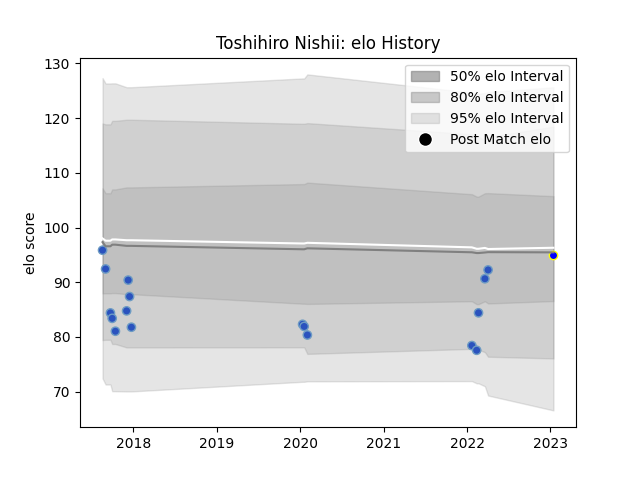 Toshihiro Nishii: elo History
130
120
110
100
90
80
70
elo score
50% elo Interval
80% elo Interval
95% elo Interval
Post Match elo
2018
2019
2020
2021
2022
2023